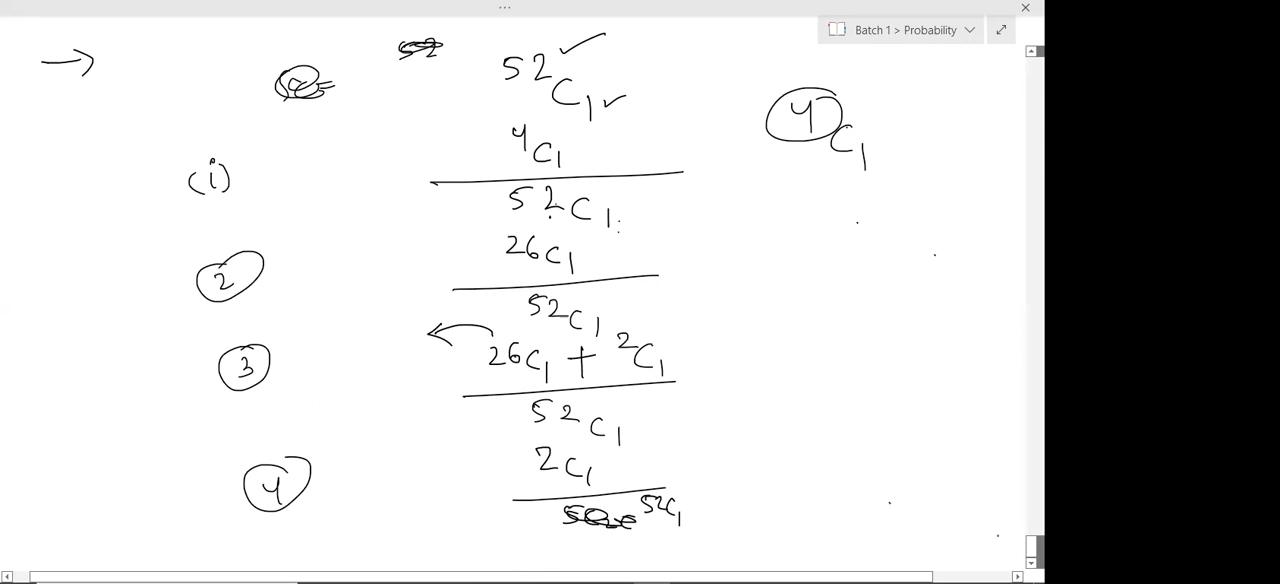 Batch 1 > Probability
→ 52C1
4C1
(i) 4C1 / 52C1
2 26C1 / 52C1
3 26C1 + 2C1 / 52C1
4 2C1 / 52C1